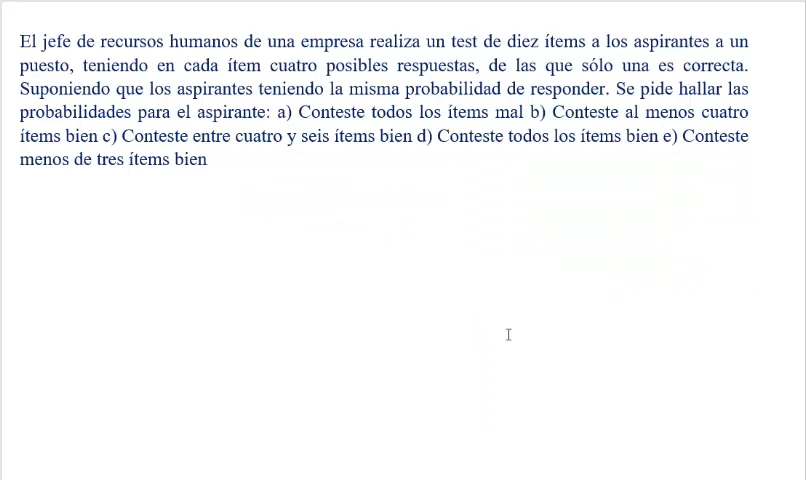 El jefe de recursos humanos de una empresa realiza un test de diez ítems a los aspirantes a un
puesto, teniendo en cada ítem cuatro posibles respuestas, de las que sólo una es correcta.
Suponiendo que los aspirantes teniendo la misma probabilidad de responder. Se pide hallar las
probabilidades para el aspirante: a) Conteste todos los ítems mal b) Conteste al menos cuatro
ítems bien c) Conteste entre cuatro y seis ítems bien d) Conteste todos los ítems bien e) Conteste
menos de tres ítems bien